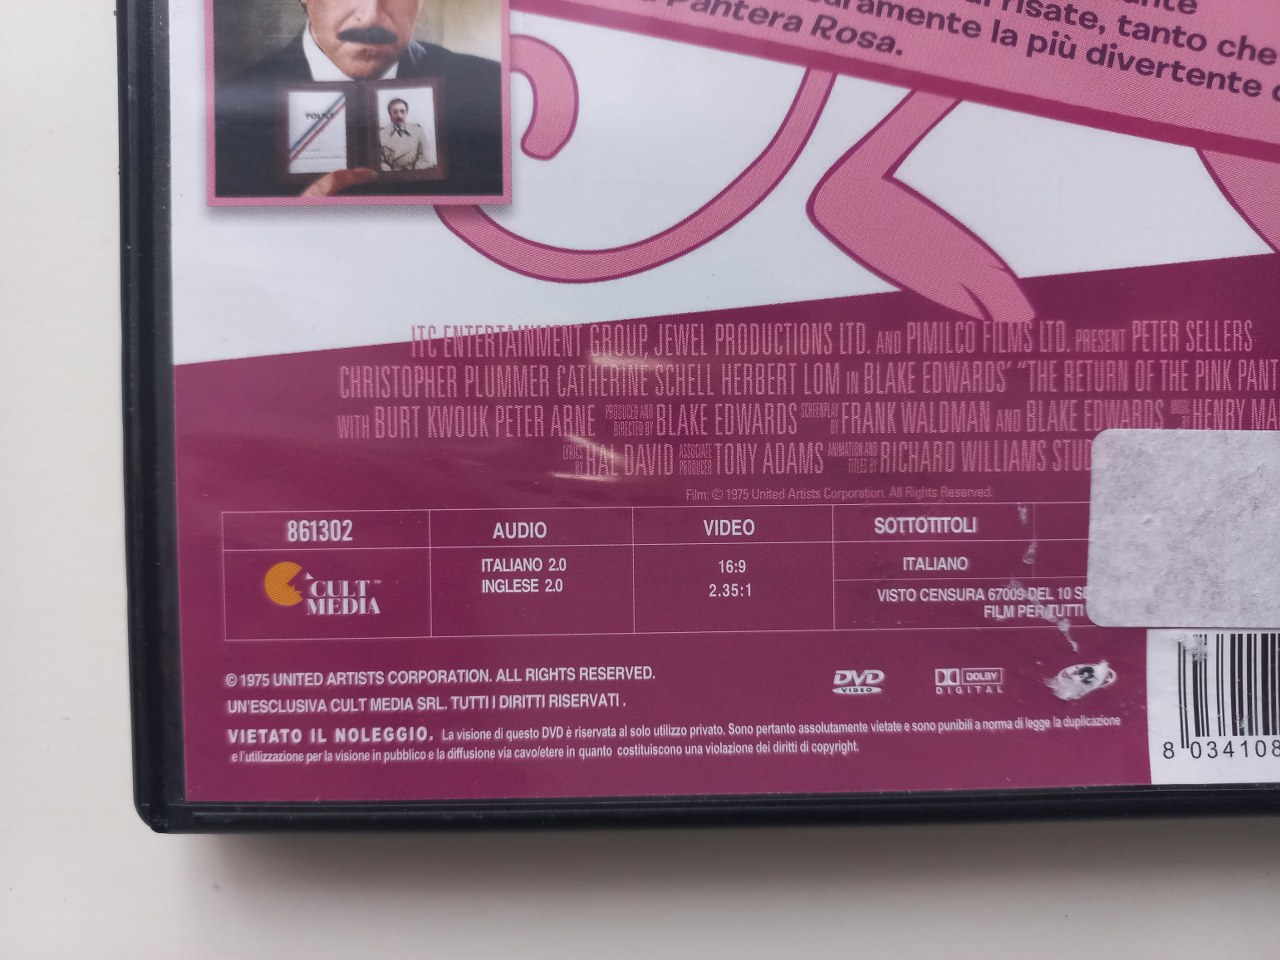 risate, tanto che
la più divertente
Pantera Rosa.
POLICE
ITC ENTERTAINMENT GROUP, JEWEL PRODUCTIONS LTD. AND PIMILCO FILMS LTD. PRESENT PETER SELLERS
CHRISTOPHER PLUMMER CATHERINE SCHELL HERBERT LOM IN BLAKE EDWARDS' "THE RETURN OF THE PINK
WITH BURT KWOUK PETER ARNE PRODUCED AND DIRECTED BY BLAKE EDWARDS SCREENPLAY BY FRANK WALDMAN AND BLAKE EDWARDS MUSIC BY HENRY
LYRICS BY HAL DAVID ASSOCIATE PRODUCER TONY ADAMS ANIMATION AND TITLES BY RICHARD WILLIAMS
Film: © 1975 United Artists Corporation. All Rights Reserved.
861302 AUDIO VIDEO SOTTOTITOLI
CULT MEDIA™
ITALIANO 2.0
INGLESE 2.0
16:9
2.35:1
ITALIANO
VISTO CENSURA 67009 DEL 10
FILM PER TUTTI
© 1975 UNITED ARTISTS CORPORATION. ALL RIGHTS RESERVED.
UN'ESCLUSIVA CULT MEDIA SRL. TUTTI I DIRITTI RISERVATI.
DVD VIDEO
DOLBY DIGITAL
2
VIETATO IL NOLEGGIO. La visione di questo DVD è riservata al solo utilizzo privato. Sono pertanto assolutamente vietate e sono punibili a norma di legge la duplicazione
e l'utilizzazione per la visione in pubblico e la diffusione via cavo/etere in quanto costituiscono una violazione dei diritti di copyright.
8 034108